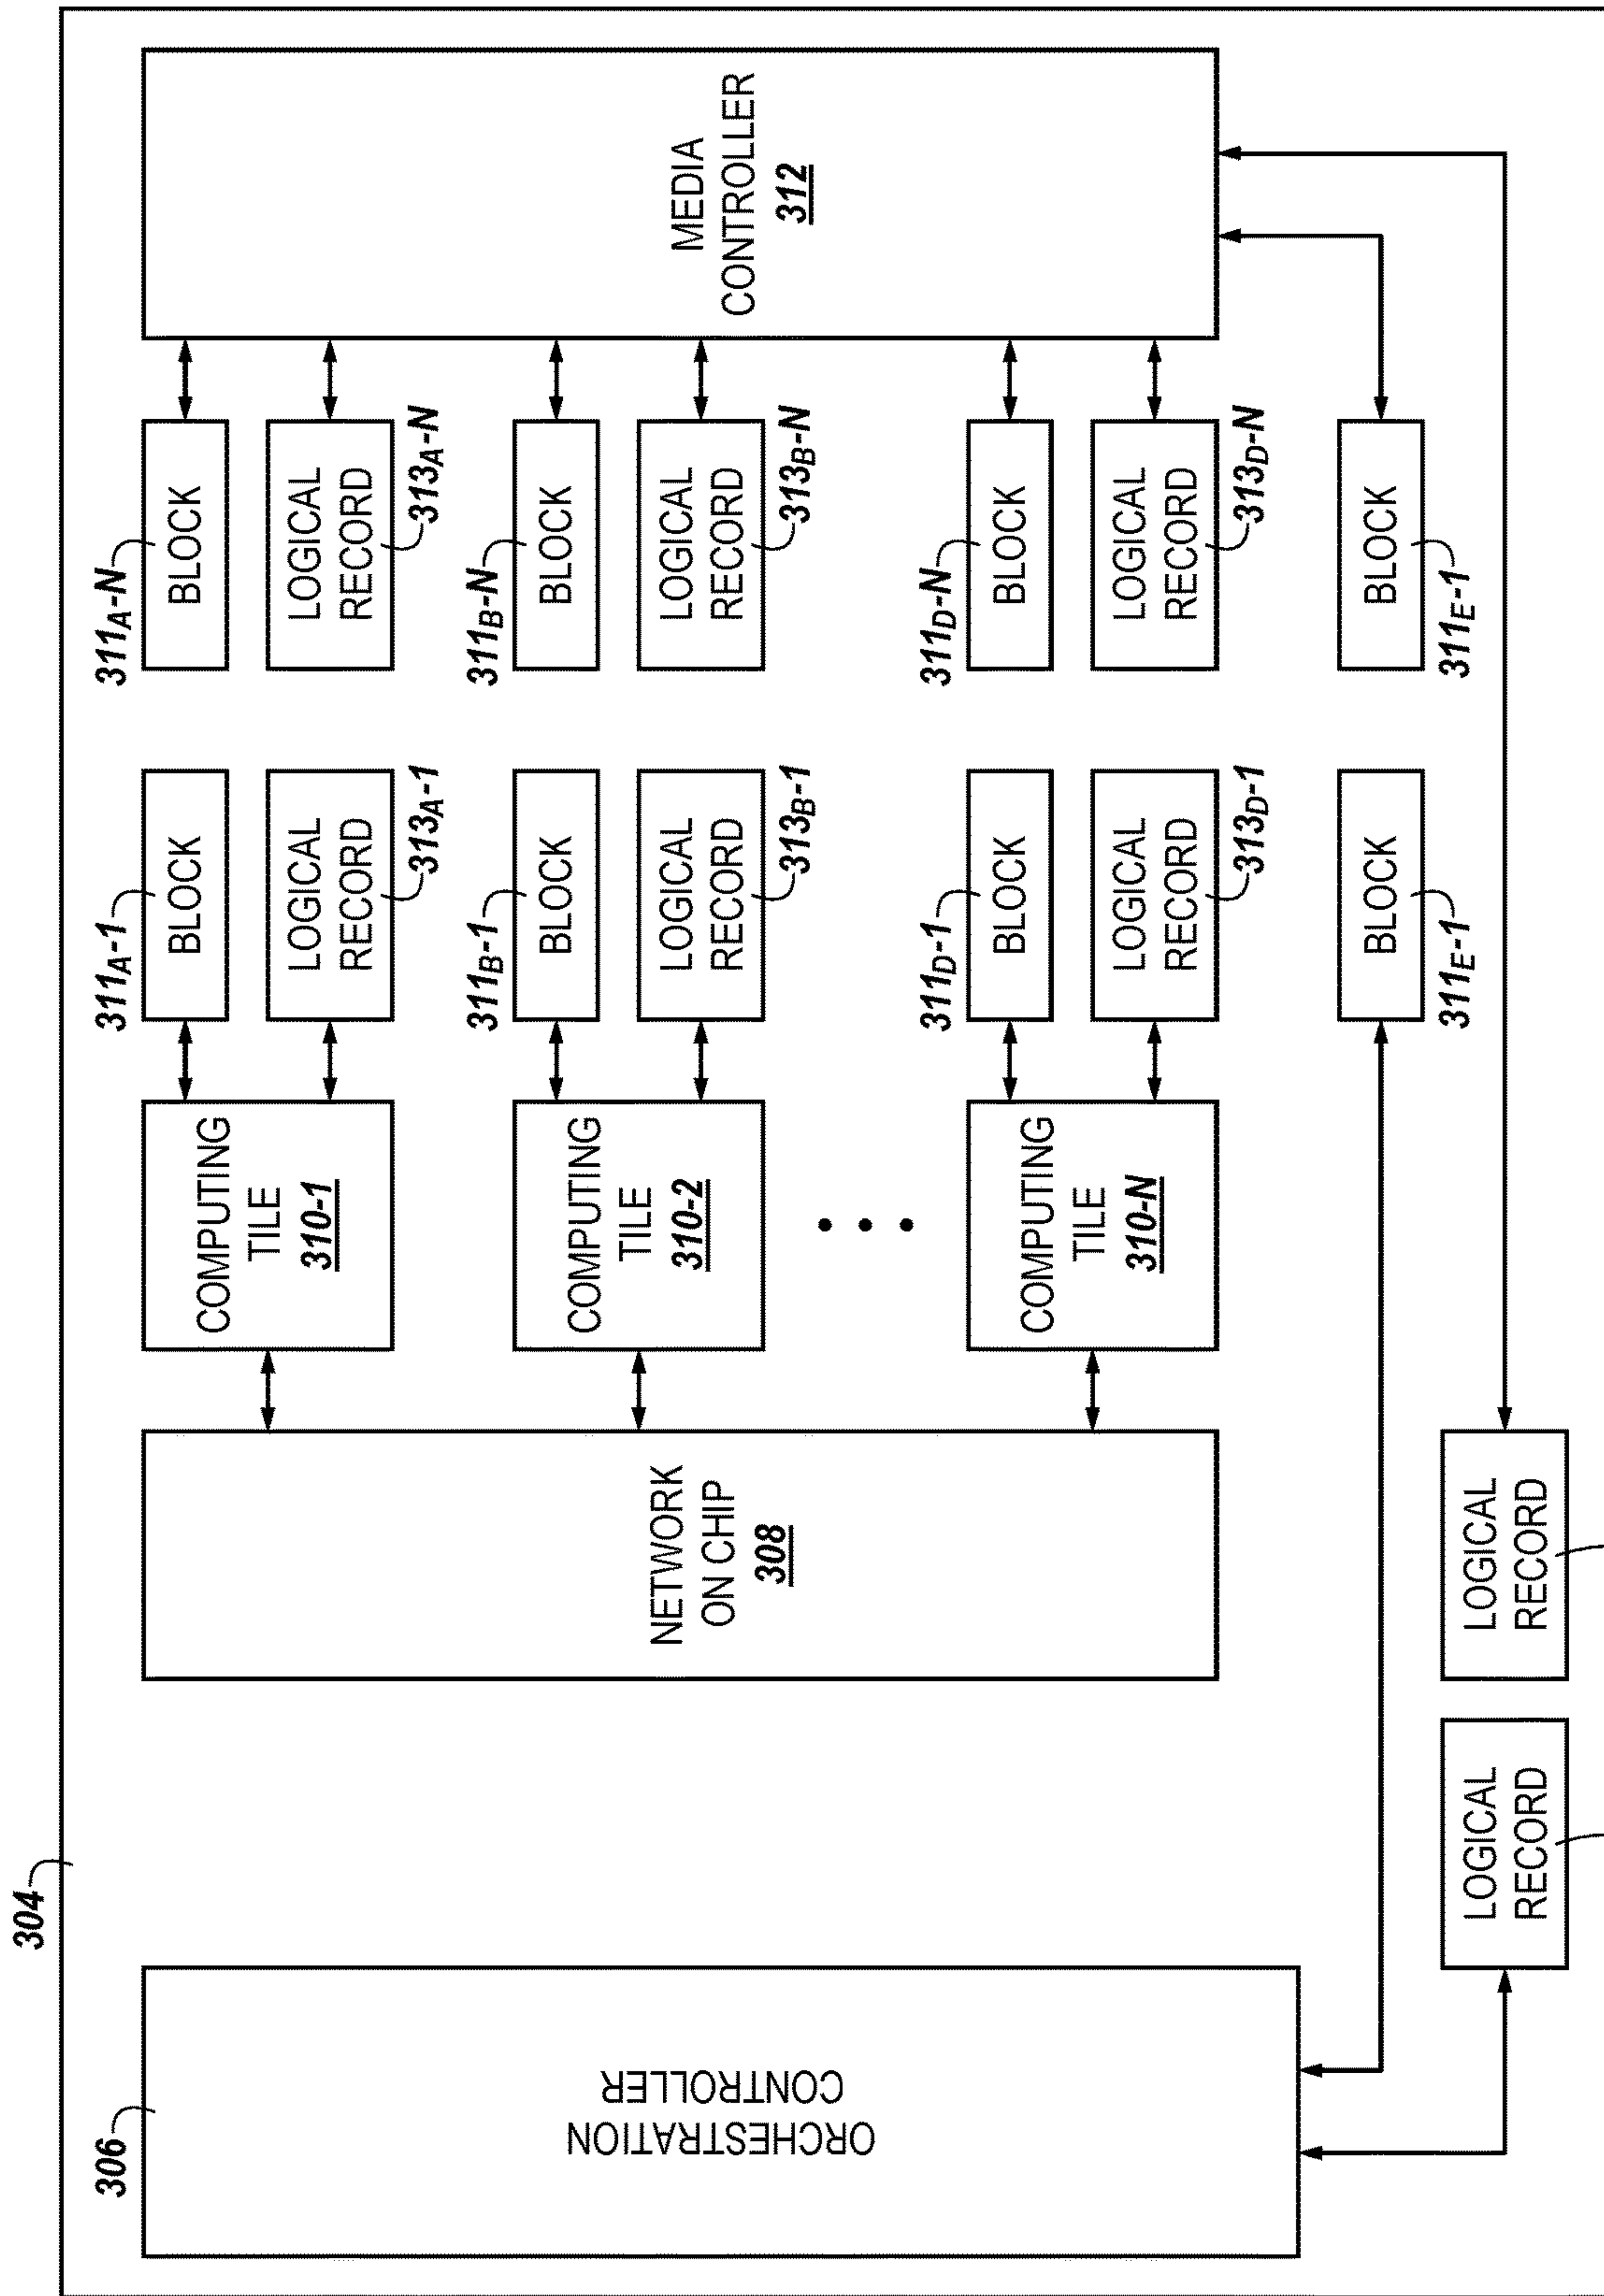 304
306
ORCHESTRATION
CONTROLLER
NETWORK
ON CHIP
308
COMPUTING
TILE
310-1
COMPUTING
TILE
310-2
COMPUTING
TILE
310-N
311A-1
BLOCK
LOGICAL
RECORD
313A-1
311B-1
BLOCK
LOGICAL
RECORD
313B-1
311D-1
BLOCK
LOGICAL
RECORD
313D-1
BLOCK
311E-1
311A-N
BLOCK
LOGICAL
RECORD
313A-N
311B-N
BLOCK
LOGICAL
RECORD
313B-N
311D-N
BLOCK
LOGICAL
RECORD
313D-N
BLOCK
311E-1
MEDIA
CONTROLLER
312
LOGICAL
RECORD
LOGICAL
RECORD